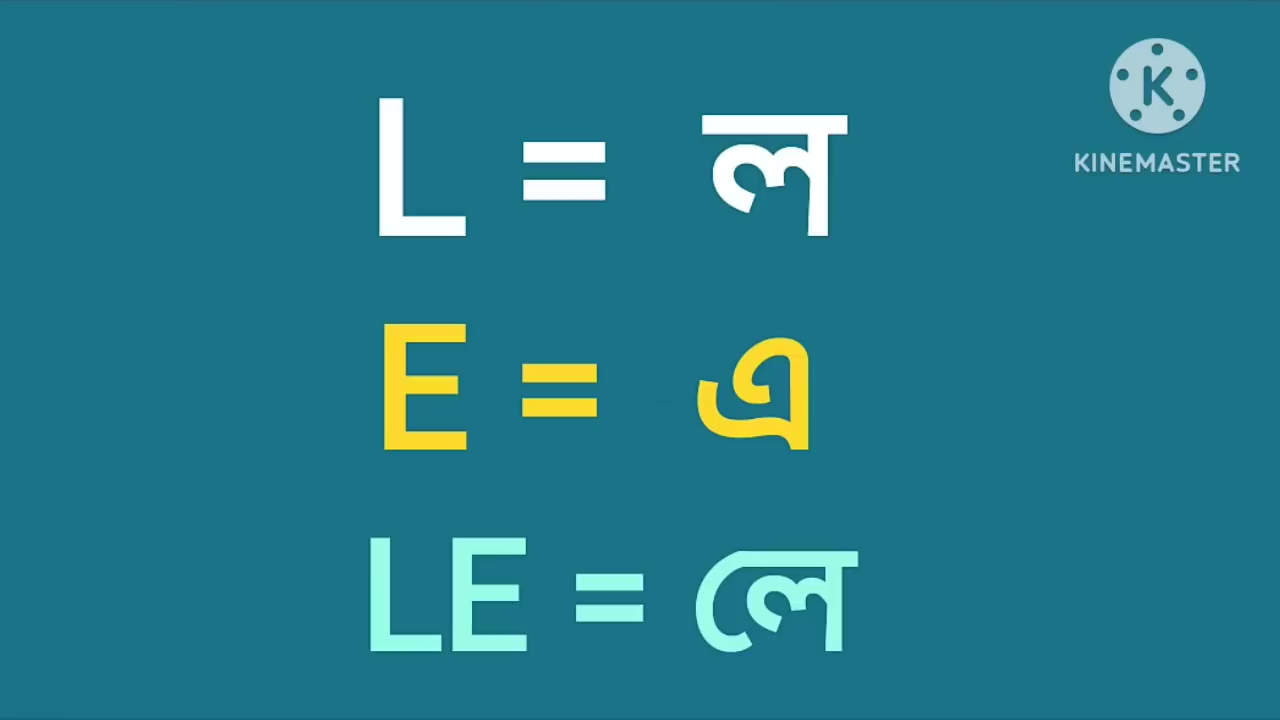 L = ল
K
KINEMASTER
E = এ
LE = লে